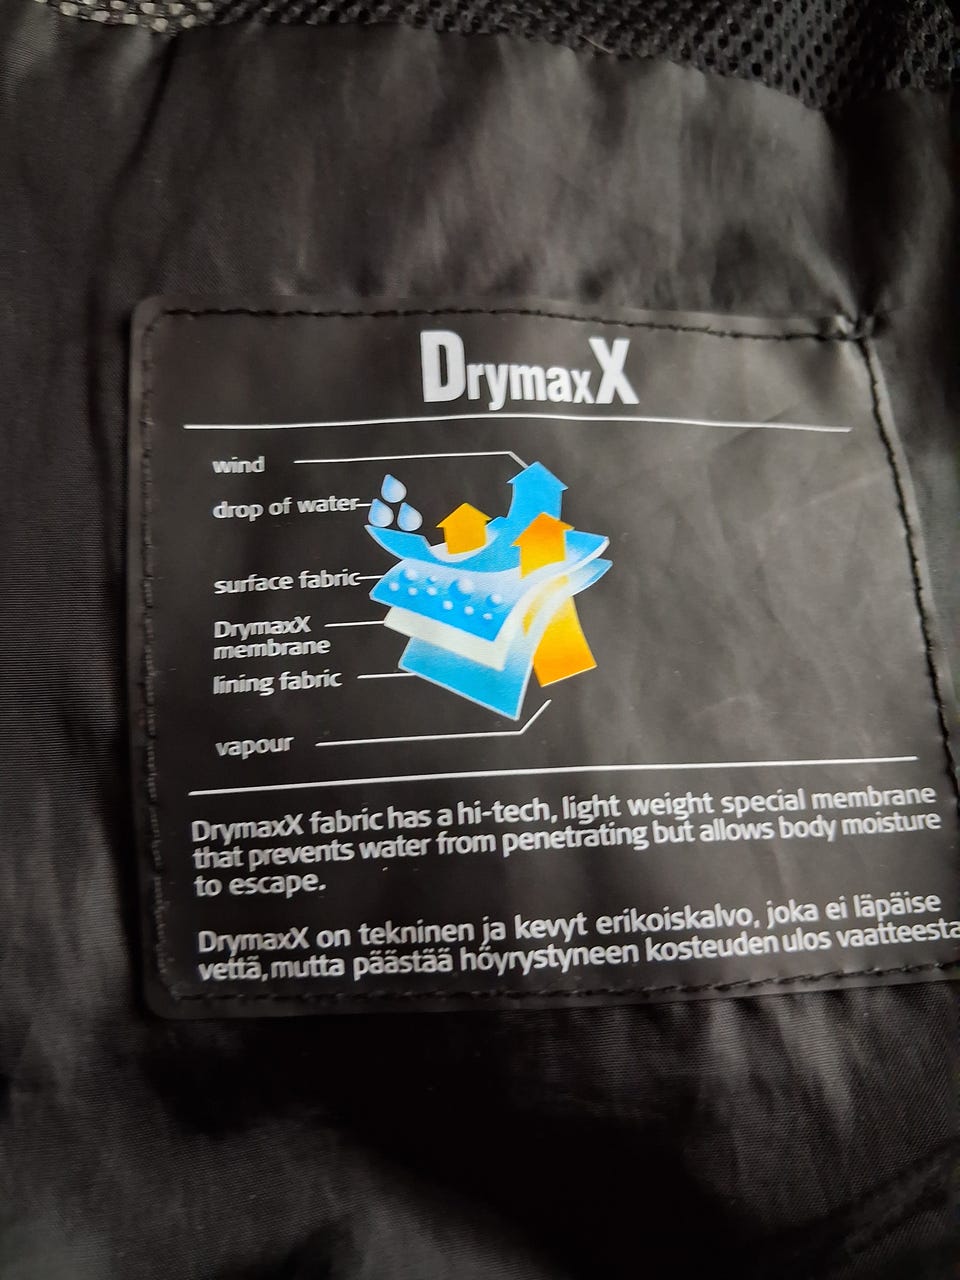 DrymaxX
wind
drop of water
surface fabric
DrymaxX
membrane
lining fabric
vapour
DrymaxX fabric has a hi-tech, light weight special membrane
that prevents water from penetrating but allows body moisture
to escape.
DrymaxX on tekninen ja kevyt erikoiskalvo, joka ei läpäise
vettä, mutta päästää höyrystyneen kosteuden ulos vaatteesta